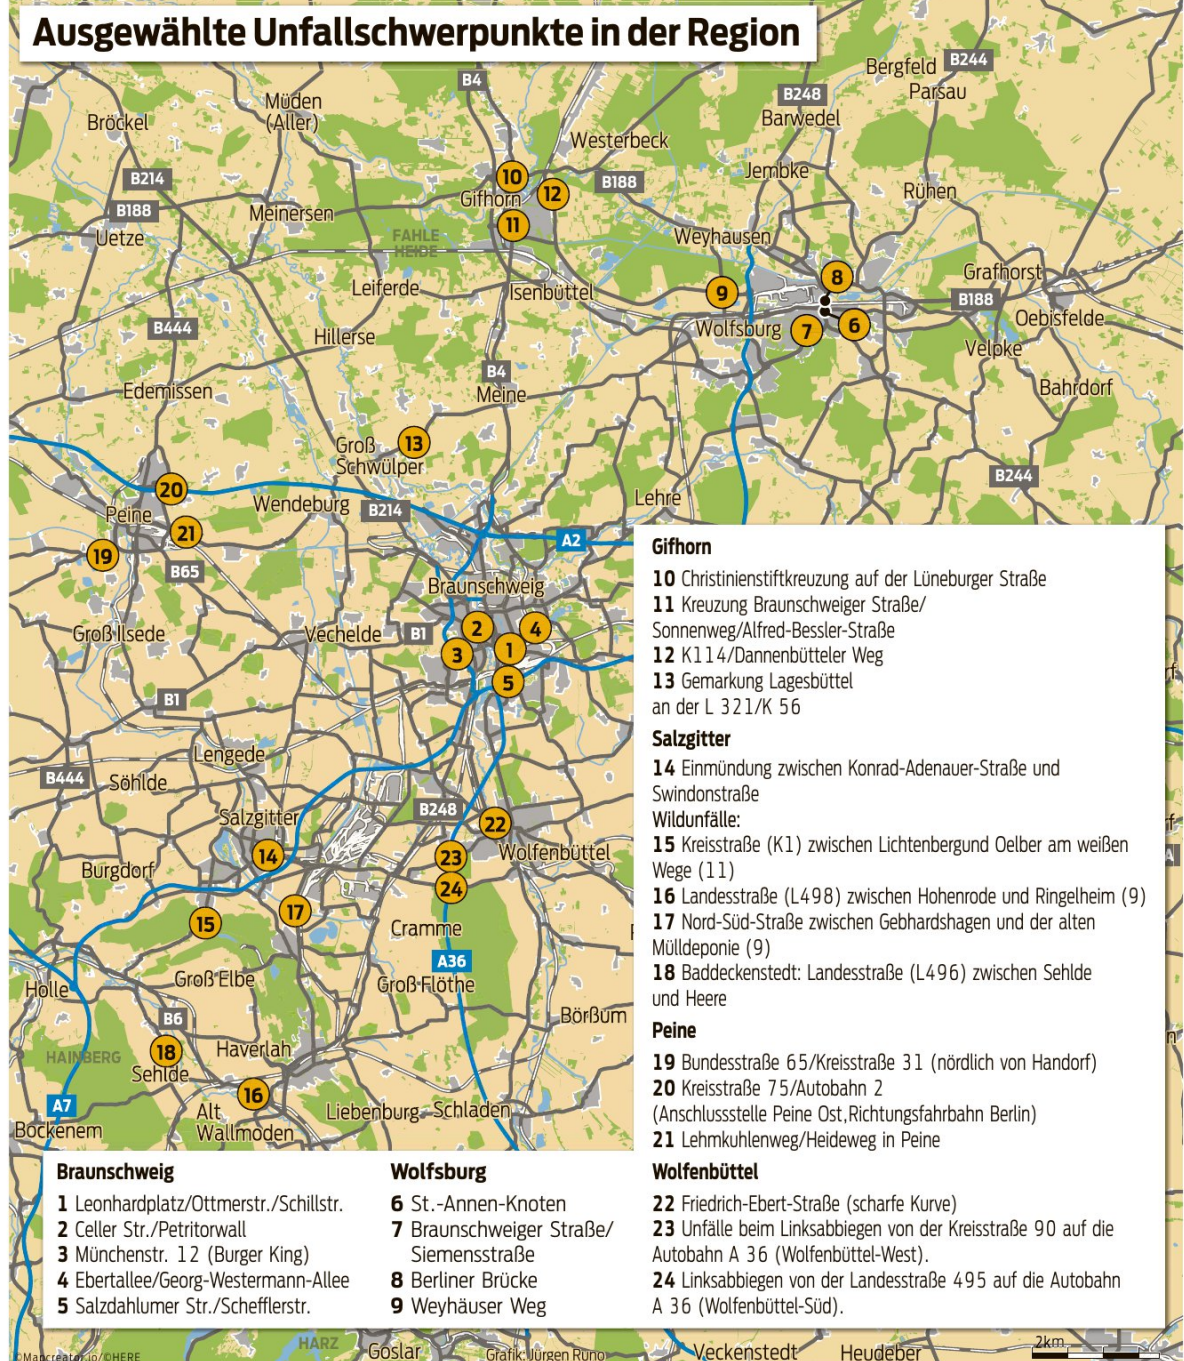 Ausgewählte Unfallschwerpunkte in der Region
B4
B244
Bergfeld
Parsau
B248
Barwedel
Müden
(Aller)
Bröckel
Westerbeck
B214
B188
10
12
Gifhorn
11
B188
Jembke
Rühen
Meinersen
Uetze
FAHLE
HEIDE
Weyhausen
Leiferde
Isenbüttel
9
8
Grafhorst
B188
Oebisfelde
B444
Hillerse
Wolfsburg
7
6
Velpke
B4
Meine
Edemissen
Bahrdorf
13
Groß
Schwülper
20
Peine
Wendeburg
B214
Lehre
B244
21
19
B65
A2
Braunschweig
Groß Ilsede
Vechelde
B1
2
4
3
1
5
B1
Lengede
B444
Söhlde
Salzgitter
B248
22
14
23
Wolfenbüttel
Burgdorf
24
15
17
Cramme
A36
Groß Elbe
Groß Flöthe
Holle
B6
Börßum
HAINBERG
18
Haverlah
Sehlde
16
A7
Alt
Wallmoden
Liebenburg
Schladen
Bockenem
Gifhorn
10 Christinienstiftkreuzung auf der Lüneburger Straße
11 Kreuzung Braunschweiger Straße/
Sonnenweg/Alfred-Bessler-Straße
12 K114/Dannenbütteler Weg
13 Gemarkung Lagesbüttel
an der L 321/K 56
Salzgitter
14 Einmündung zwischen Konrad-Adenauer-Straße und
Swindonstraße
Wildunfälle:
15 Kreisstraße (K1) zwischen Lichtenbergund Oelber am weißen
Wege (11)
16 Landesstraße (L498) zwischen Hohenrode und Ringelheim (9)
17 Nord-Süd-Straße zwischen Gebhardshagen und der alten
Mülldeponie (9)
18 Baddeckenstedt: Landesstraße (L496) zwischen Sehlde
und Heere
Peine
19 Bundesstraße 65/Kreisstraße 31 (nördlich von Handorf)
20 Kreisstraße 75/Autobahn 2
(Anschlussstelle Peine Ost,Richtungsfahrbahn Berlin)
21 Lehmkuhlenweg/Heideweg in Peine
Wolfenbüttel
22 Friedrich-Ebert-Straße (scharfe Kurve)
23 Unfälle beim Linksabbiegen von der Kreisstraße 90 auf die
Autobahn A 36 (Wolfenbüttel-West).
24 Linksabbiegen von der Landesstraße 495 auf die Autobahn
A 36 (Wolfenbüttel-Süd).
Braunschweig
1 Leonhardplatz/Ottmerstr./Schillstr.
2 Celler Str./Petritorwall
3 Münchenstr. 12 (Burger King)
4 Ebertallee/Georg-Westermann-Allee
5 Salzdahlumer Str./Schefflerstr.
Wolfsburg
6 St.-Annen-Knoten
7 Braunschweiger Straße/
Siemensstraße
8 Berliner Brücke
9 Weyhäuser Weg
HARZ
Goslar
Grafik: Jürgen Runo
Veckenstedt
Heudeber
2km
©Mapcreator.io/©HERE